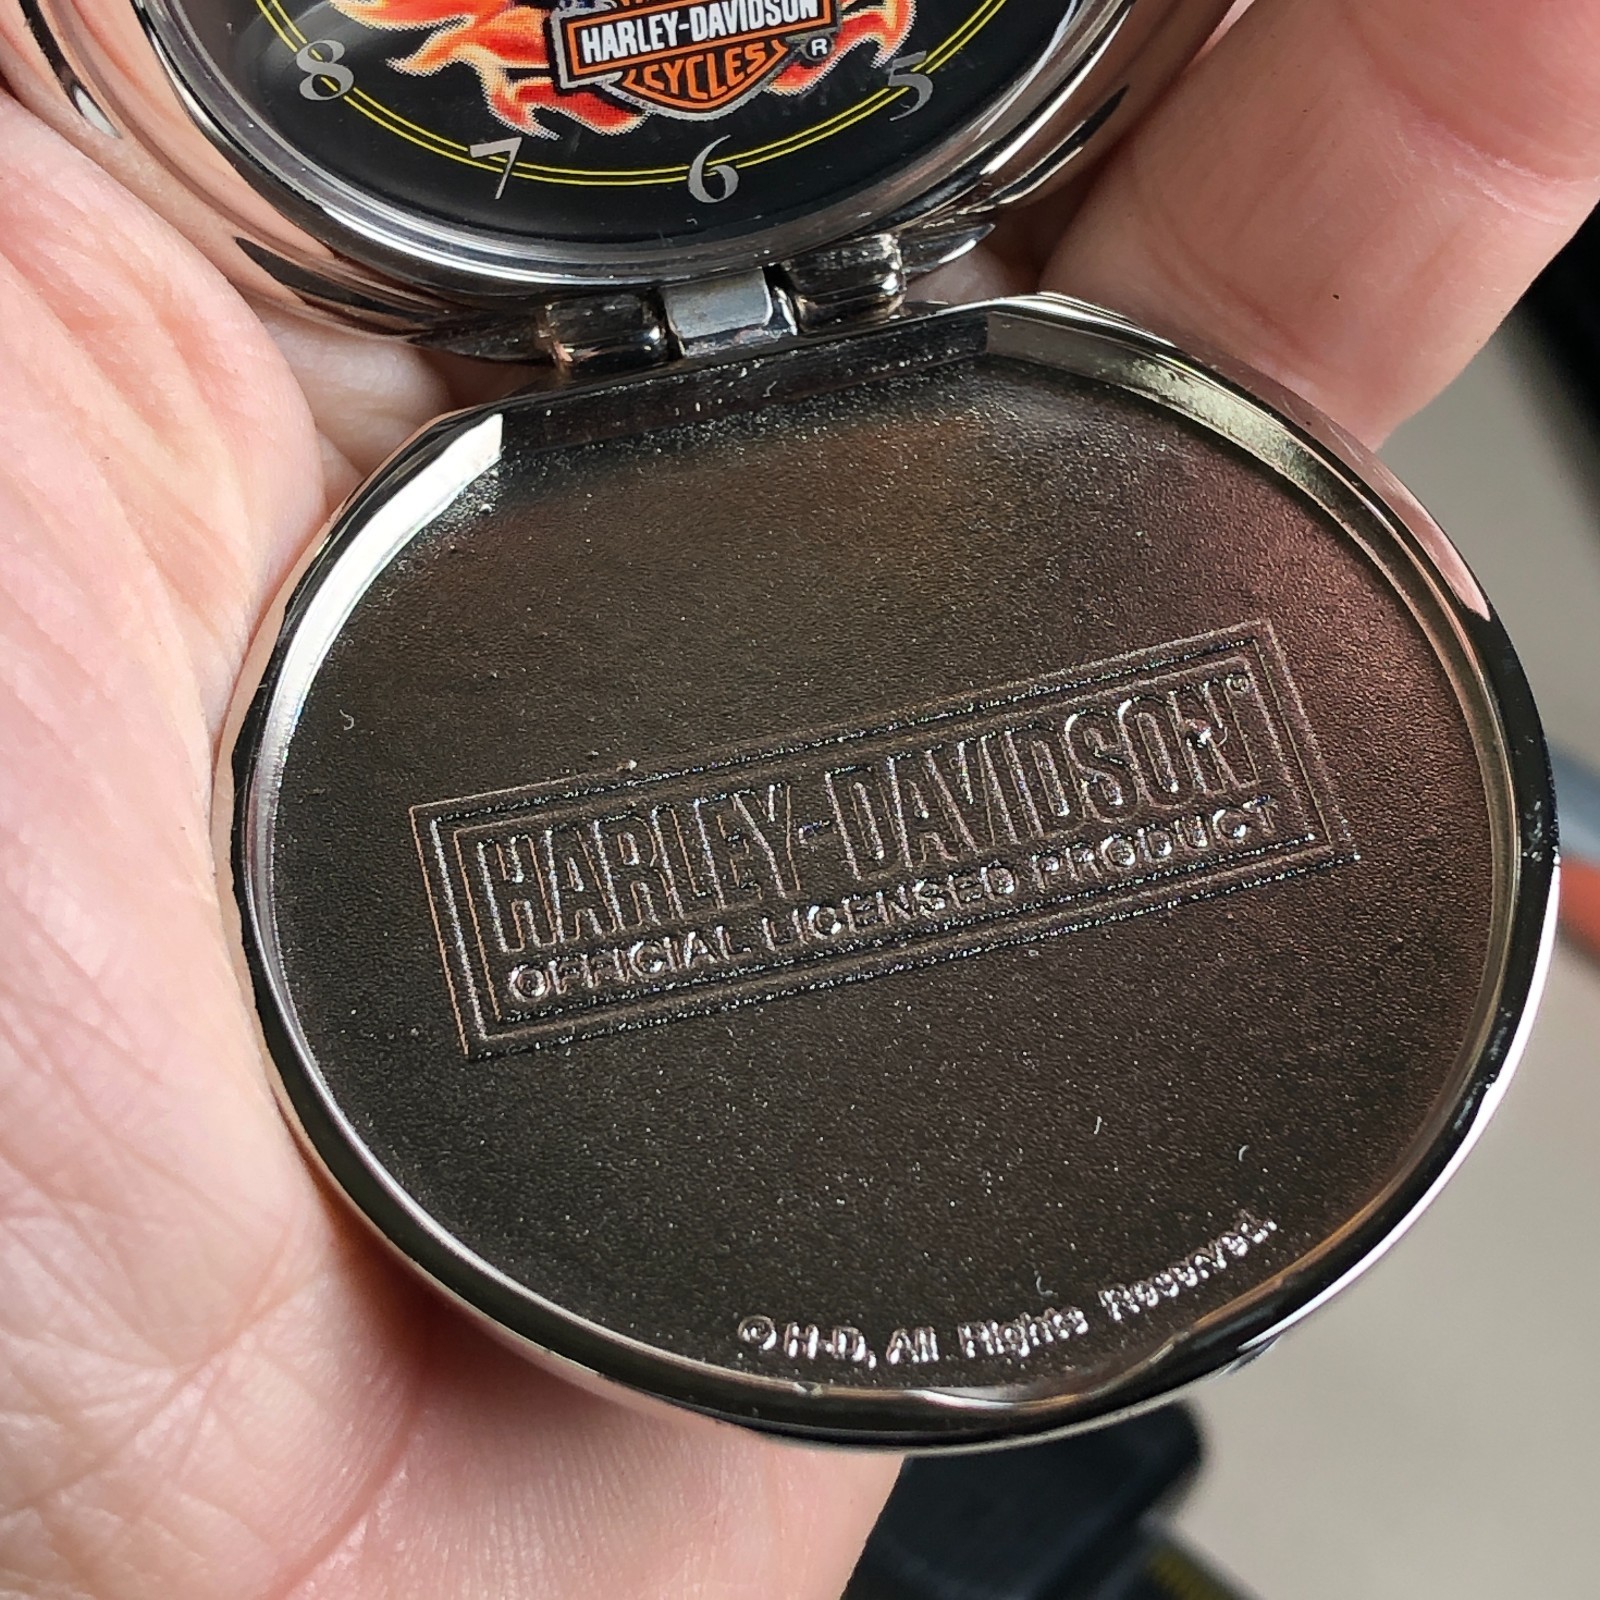 HARLEY-DAVIDSON
CYCLES ®
8
5
7
6
HARLEY-DAVIDSON®
OFFICIAL LICENSED PRODUCT
©H-D, All Rights Reserved.